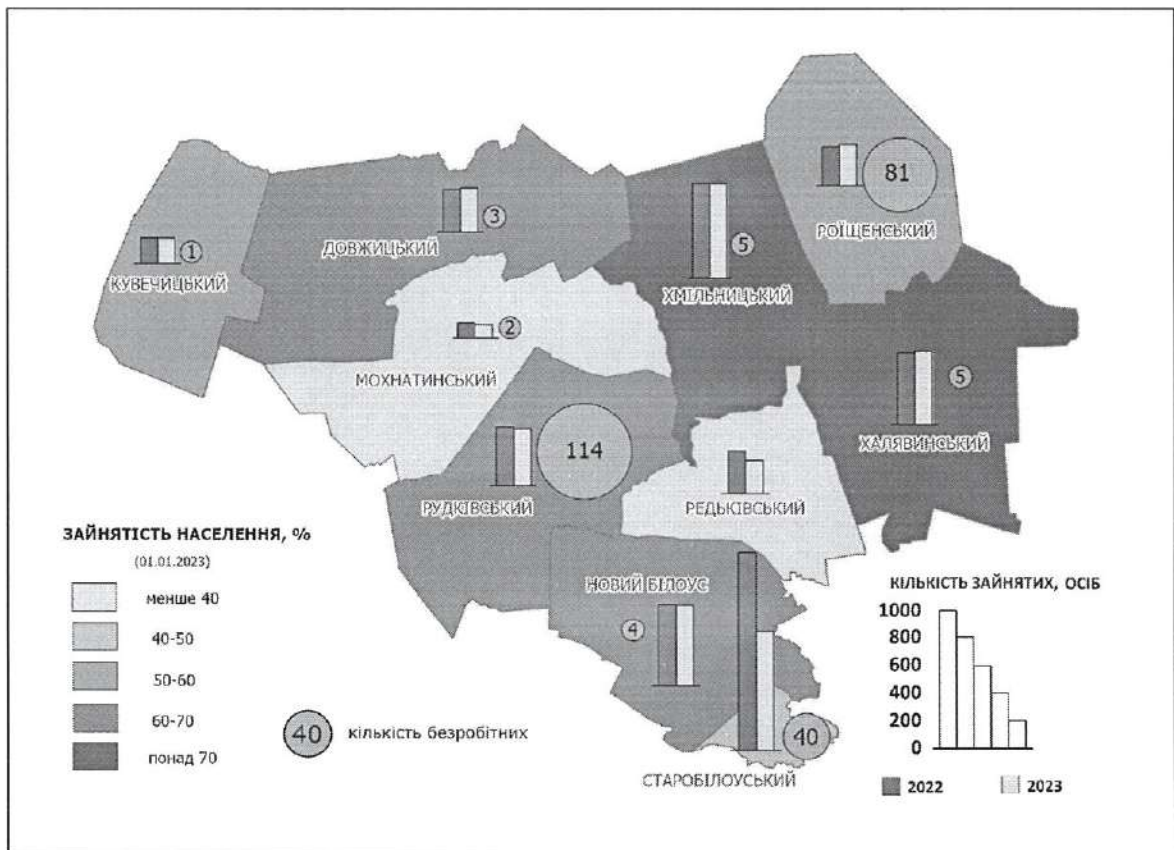 81
РОЇЩЕНСЬКИЙ
3
ДОВЖИЦЬКИЙ
1
КУВЕЧИЦЬКИЙ
5
ХМІЛЬНИЦЬКИЙ
2
МОХНАТИНСЬКИЙ
5
ХАЛЯВИНСЬКИЙ
114
РУДКІВСЬКИЙ
РЕДЬКІВСЬКИЙ
НОВИЙ БІЛОУС
4
40
СТАРОБІЛОУСЬКИЙ
ЗАЙНЯТІСТЬ НАСЕЛЕННЯ, %
(01.01.2023)
менше 40
40-50
50-60
60-70
понад 70
40 кількість безробітних
КІЛЬКІСТЬ ЗАЙНЯТИХ, ОСІБ
1000
800
600
400
200
0
2022 2023